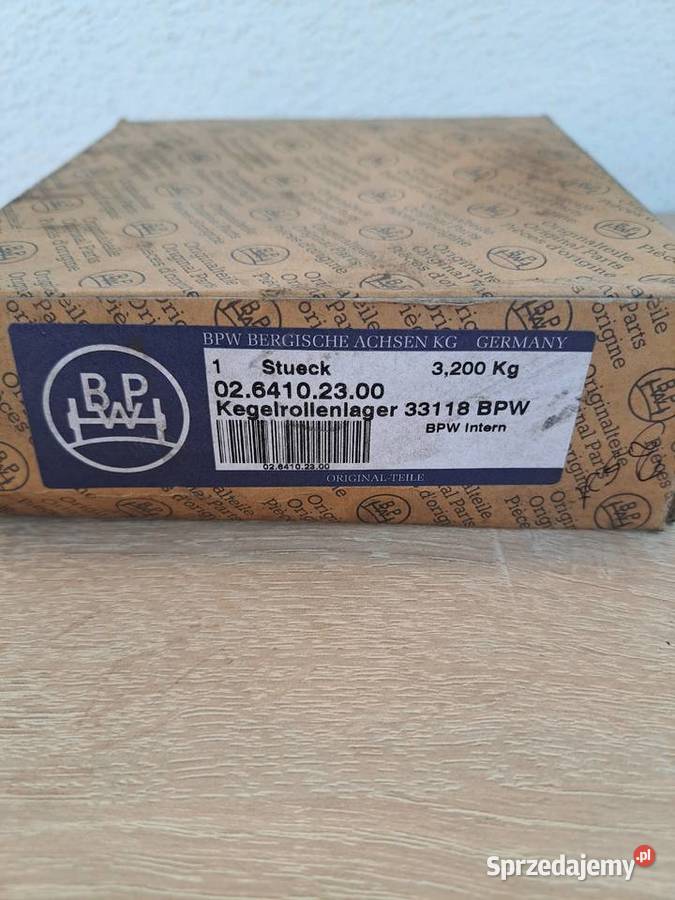 BPW BERGISCHE ACHSEN KG GERMANY
1 Stueck 3,200 Kg
02.6410.23.00
Kegelrollenlager 33118 BPW
BPW Intern
02.6410.23.00
ORIGINAL-TEILE
BPW
Originalteile
Original Parts
Pièces d'origine
Sprzedajemy.pl